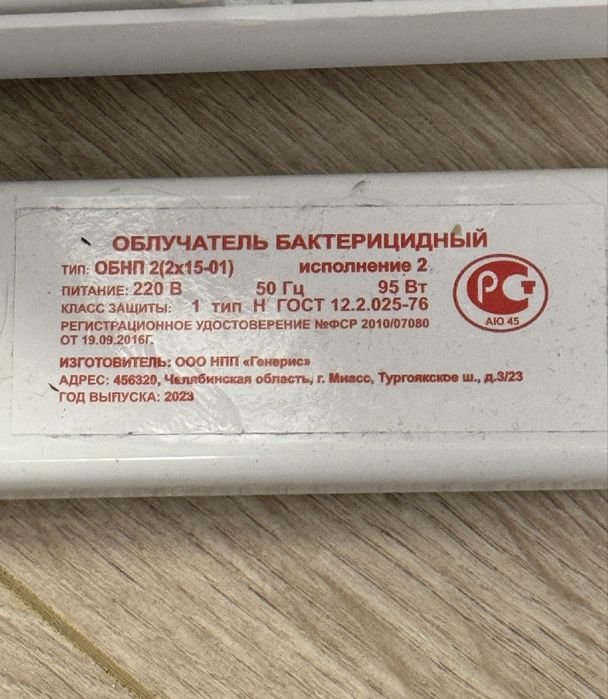 ОБЛУЧАТЕЛЬ БАКТЕРИЦИДНЫЙ
ТИП: ОБНП 2(2х15-01) исполнение 2
ПИТАНИЕ: 220 В 50 Гц 95 Вт
КЛАСС ЗАЩИТЫ: 1 тип Н ГОСТ 12.2.025-76
РЕГИСТРАЦИОННОЕ УДОСТОВЕРЕНИЕ №ФСР 2010/07080
ОТ 19.09.2016Г.
РСТ
АЮ 45
ИЗГОТОВИТЕЛЬ: ООО НПП «Генерис»
АДРЕС: 456320, Челябинская область, г. Миасс, Тургоякское ш., д.3/23
ГОД ВЫПУСКА: 2023